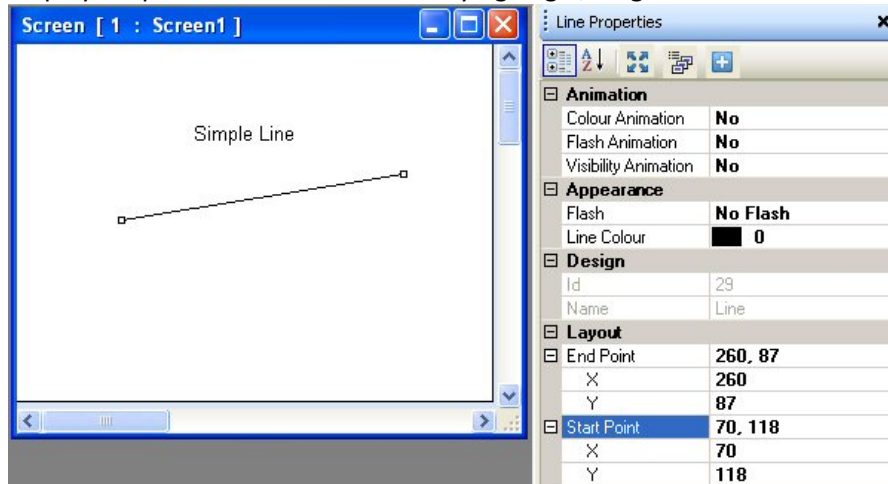 Screen [ 1 : Screen1 ]
Simple Line
Line Properties
Animation
Colour Animation No
Flash Animation No
Visibility Animation No
Appearance
Flash No Flash
Line Colour 0
Design
Id 29
Name Line
Layout
End Point 260, 87
X 260
Y 87
Start Point 70, 118
X 70
Y 118